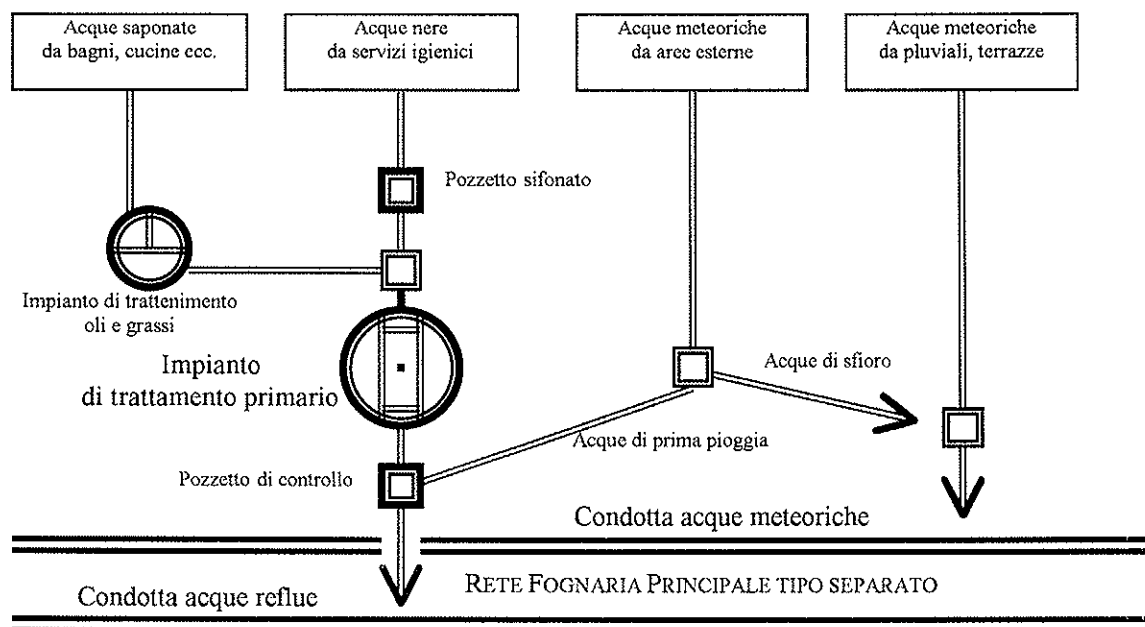 Acque saponate
da bagni, cucine ecc.
Acque nere
da servizi igienici
Acque meteoriche
da aree esterne
Acque meteoriche
da pluviali, terrazze
Pozzetto sifonato
Impianto di trattenimento
oli e grassi
Impianto
di trattamento primario
Acque di sfioro
Acque di prima pioggia
Pozzetto di controllo
Condotta acque meteoriche
RETE FOGNARIA PRINCIPALE TIPO SEPARATO
Condotta acque reflue